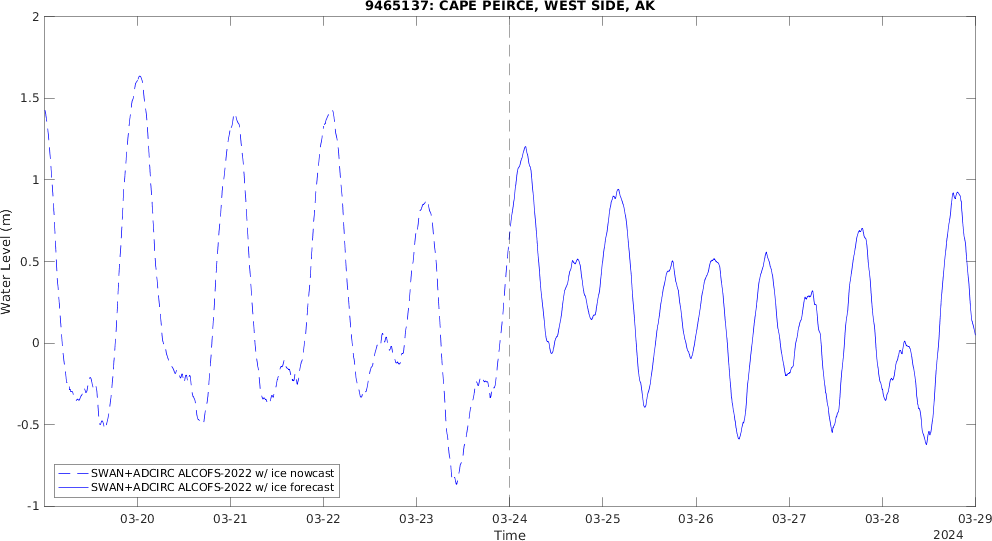 9465137: CAPE PEIRCE, WEST SIDE, AK
2
1.5
1
0.5
0
-0.5
-1
Water Level (m)
SWAN+ADCIRC ALCOFS-2022 w/ ice nowcast
SWAN+ADCIRC ALCOFS-2022 w/ ice forecast
03-20 03-21 03-22 03-23 03-24 03-25 03-26 03-27 03-28 03-29
Time
2024